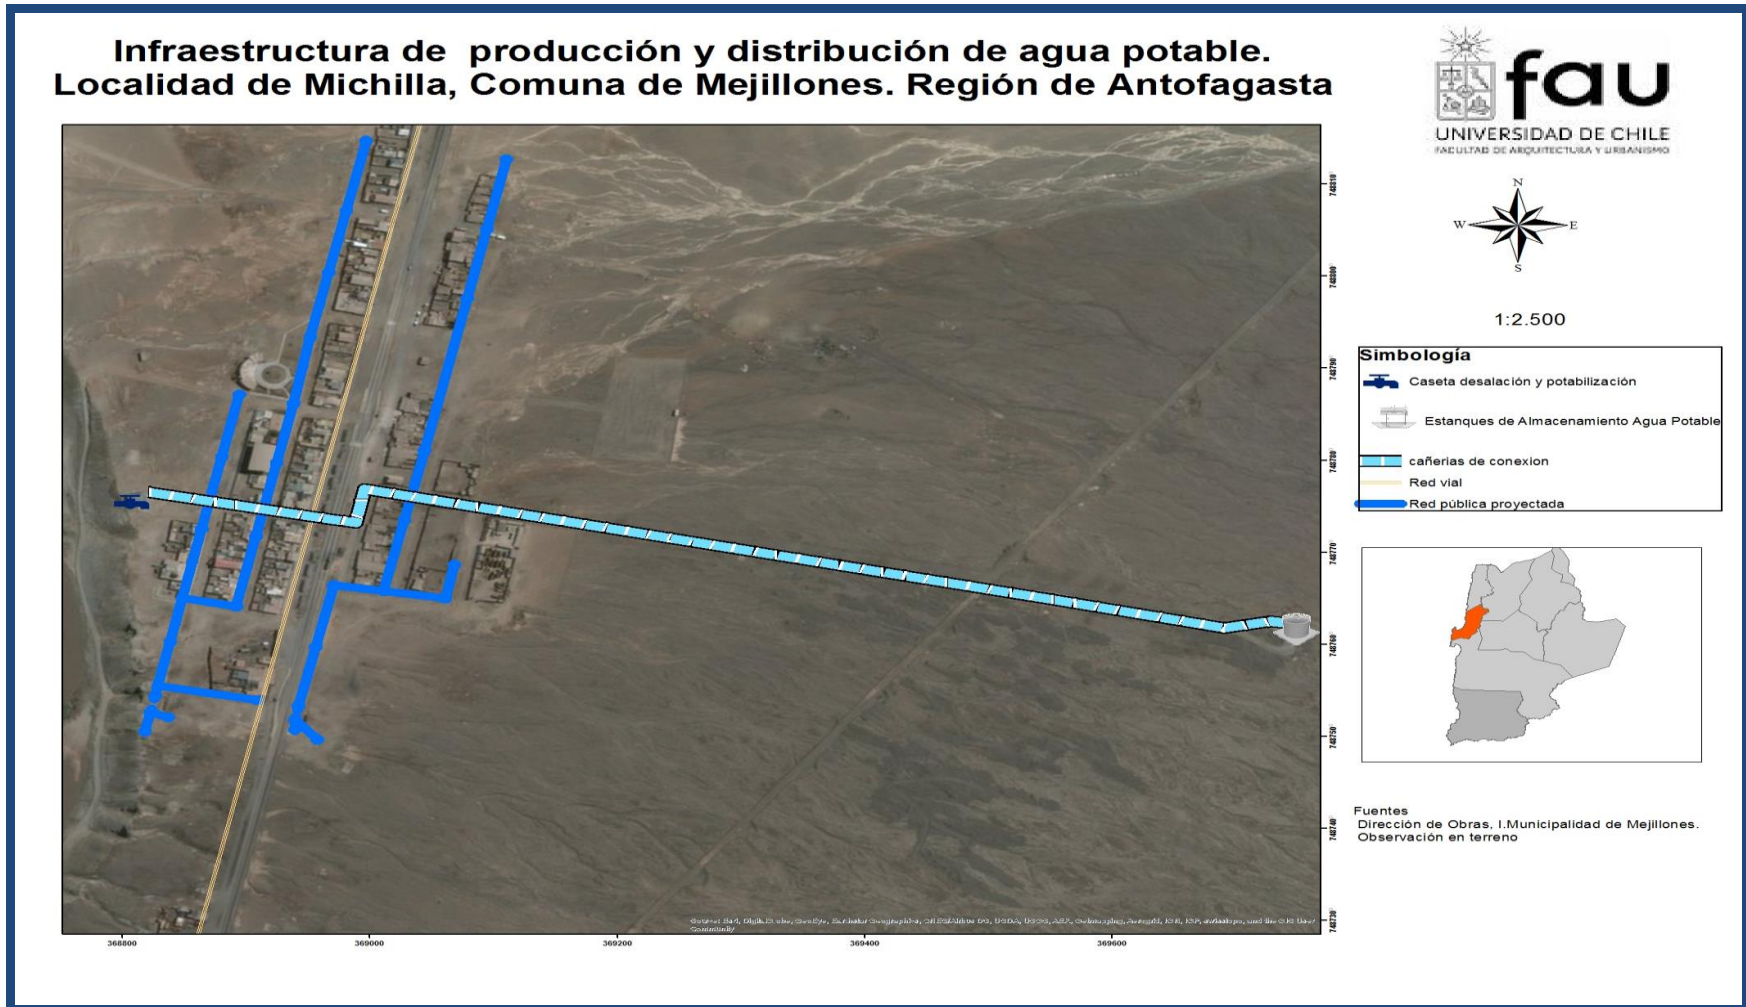 Infraestructura de producción y distribución de agua potable.
Localidad de Michilla, Comuna de Mejillones. Región de Antofagasta
fau
UNIVERSIDAD DE CHILE
FACULTAD DE ARQUITECTURA Y URBANISMO
N
W
E
S
1:2.500
Simbología
Caseta desalación y potabilización
Estanques de Almacenamiento Agua Potable
cañerias de conexion
Red vial
Red pública proyectada
Fuentes
Dirección de Obras, I.Municipalidad de Mejillones.
Observación en terreno
368800
369000
369200
369400
369600